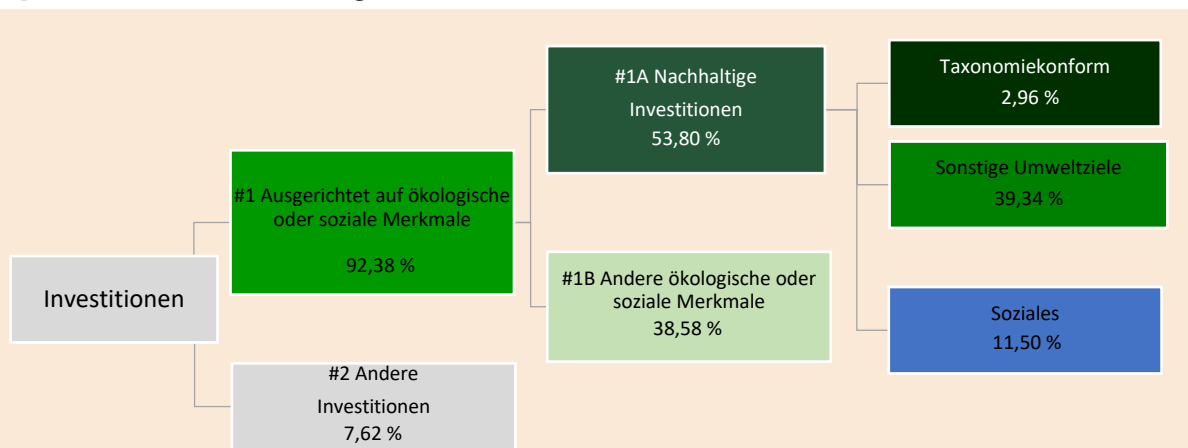 Investitionen
#1 Ausgerichtet auf ökologische
oder soziale Merkmale
92,38 %
#2 Andere
Investitionen
7,62 %
#1A Nachhaltige
Investitionen
53,80 %
#1B Andere ökologische oder
soziale Merkmale
38,58 %
Taxonomiekonform
2,96 %
Sonstige Umweltziele
39,34 %
Soziales
11,50 %